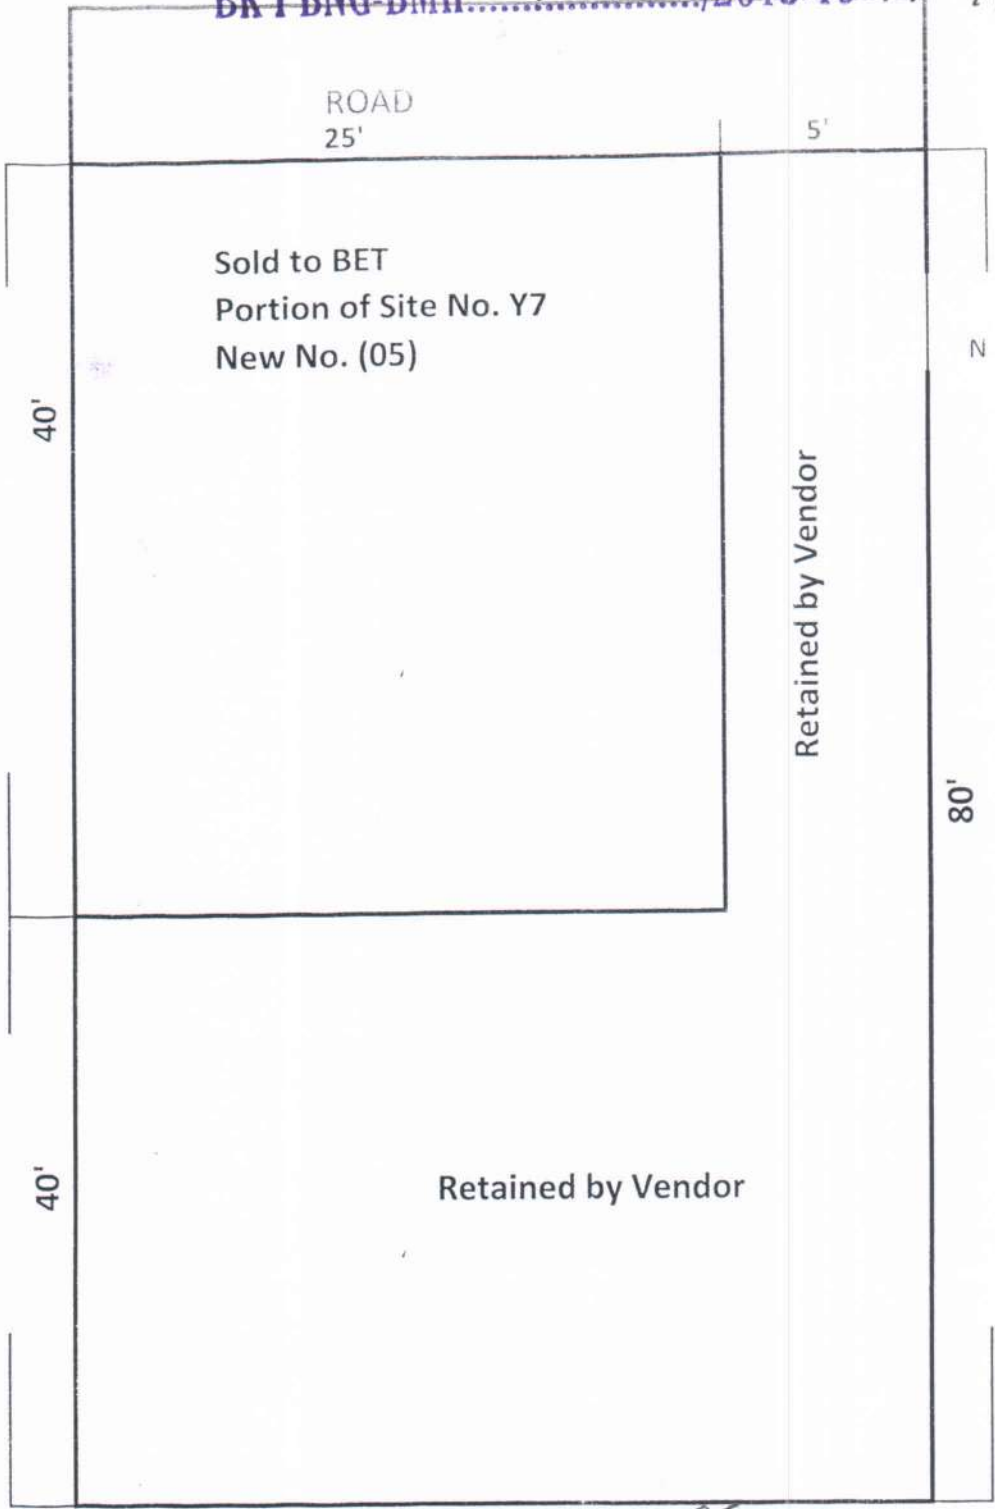 ROAD
25'
5'
Sold to BET
Portion of Site No. Y7
New No. (05)
N
40'
Retained by Vendor
80'
40'
Retained by Vendor